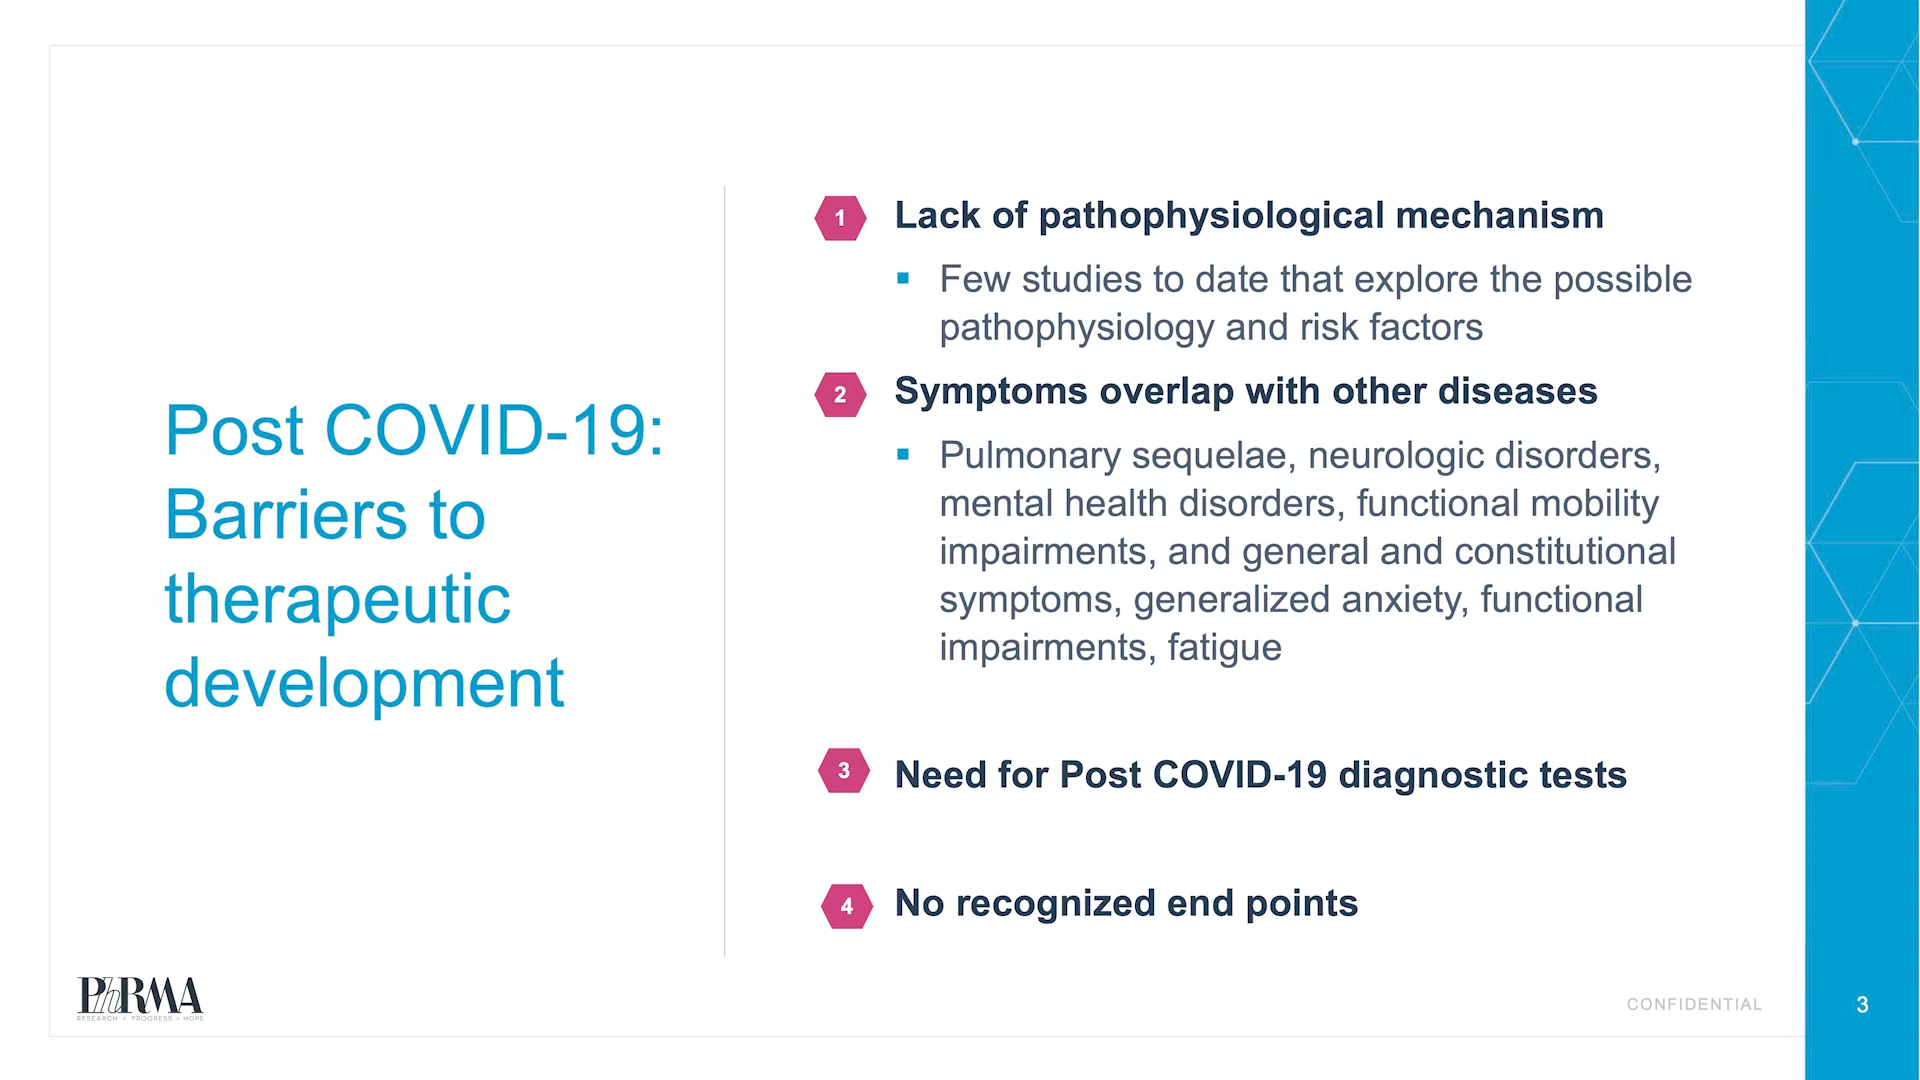 Post COVID-19:
Barriers to
therapeutic
development
1 Lack of pathophysiological mechanism
▪ Few studies to date that explore the possible
pathophysiology and risk factors
2 Symptoms overlap with other diseases
▪ Pulmonary sequelae, neurologic disorders,
mental health disorders, functional mobility
impairments, and general and constitutional
symptoms, generalized anxiety, functional
impairments, fatigue
3 Need for Post COVID-19 diagnostic tests
4 No recognized end points
PhRMA
RESEARCH • PROGRESS • HOPE
CONFIDENTIAL
3